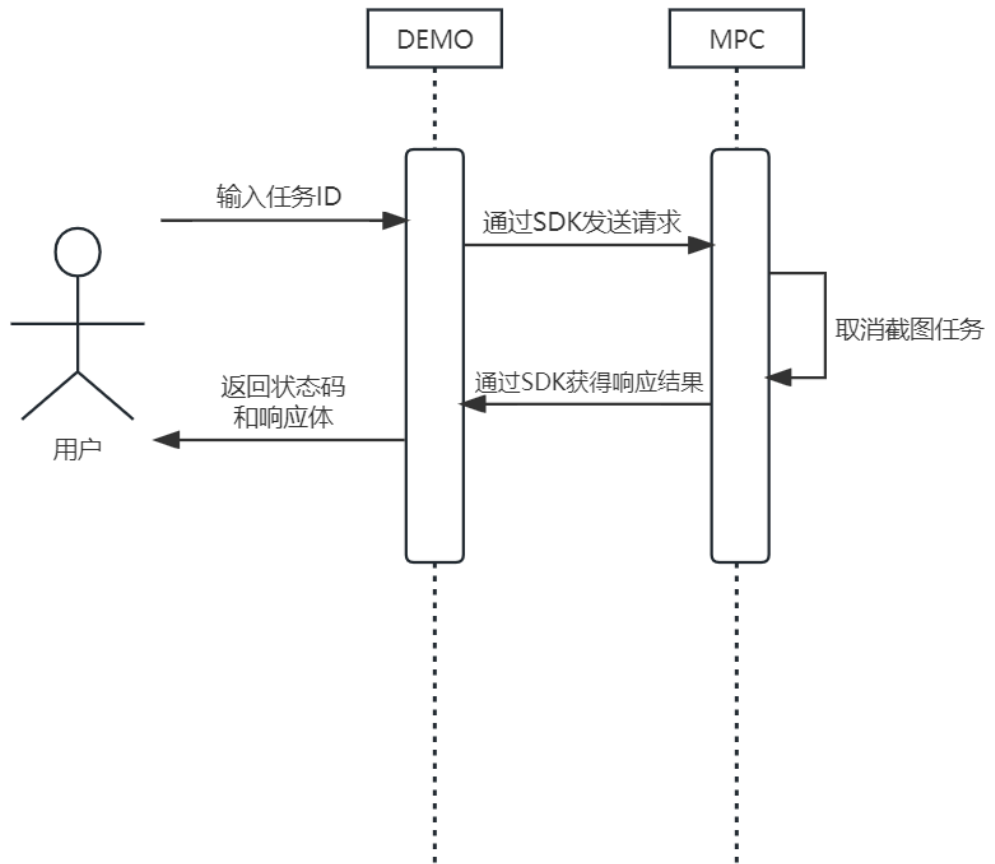 DEMO
MPC
输入任务ID
通过SDK发送请求
取消截图任务
通过SDK获得响应结果
返回状态码
和响应体
用户